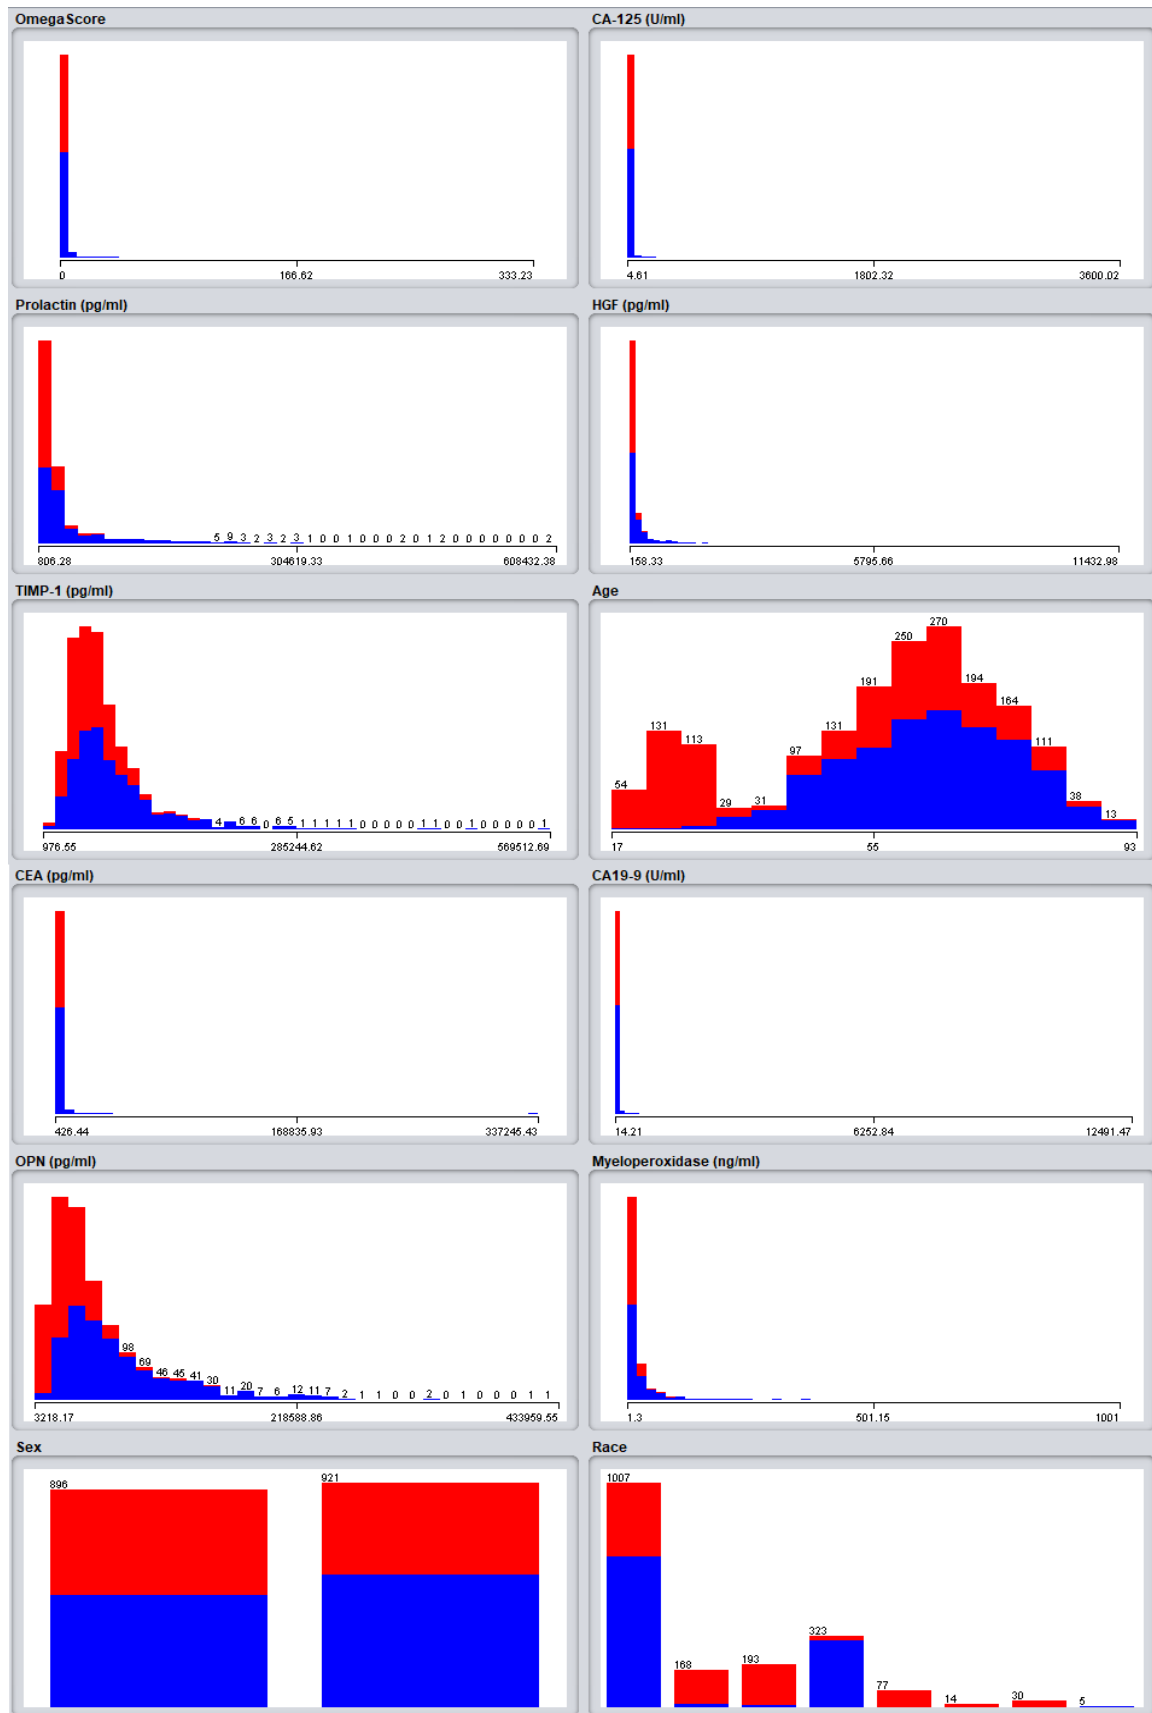 OmegaScore
0 166.62 333.23
CA-125 (U/ml)
4.61 1802.32 3600.02
Prolactin (pg/ml)
5 9 3 2 3 2 3 1 0 0 1 0 0 2 0 1 2 0 0 0 0 0 0 0 2
806.28 304619.33 608432.38
HGF (pg/ml)
158.33 5795.66 11432.98
TIMP-1 (pg/ml)
4 6 6 0 6 5 1 1 1 1 1 0 0 0 0 0 1 1 0 0 1 0 0 0 0 0 1
976.55 285244.62 569512.69
Age
54 131 113 29 31 97 131 191 250 270 194 164 111 38 13
17 55 93
CEA (pg/ml)
426.44 168835.93 337245.43
CA19-9 (U/ml)
14.21 6252.84 12491.47
OPN (pg/ml)
98 69 46 45 41 30 11 20 7 6 12 11 7 2 1 1 0 0 2 0 1 0 0 0 1 1
3218.17 218588.86 433959.55
Myeloperoxidase (ng/ml)
1.3 501.15 1001
Sex
896 921
Race
1007 168 193 323 77 14 30 5